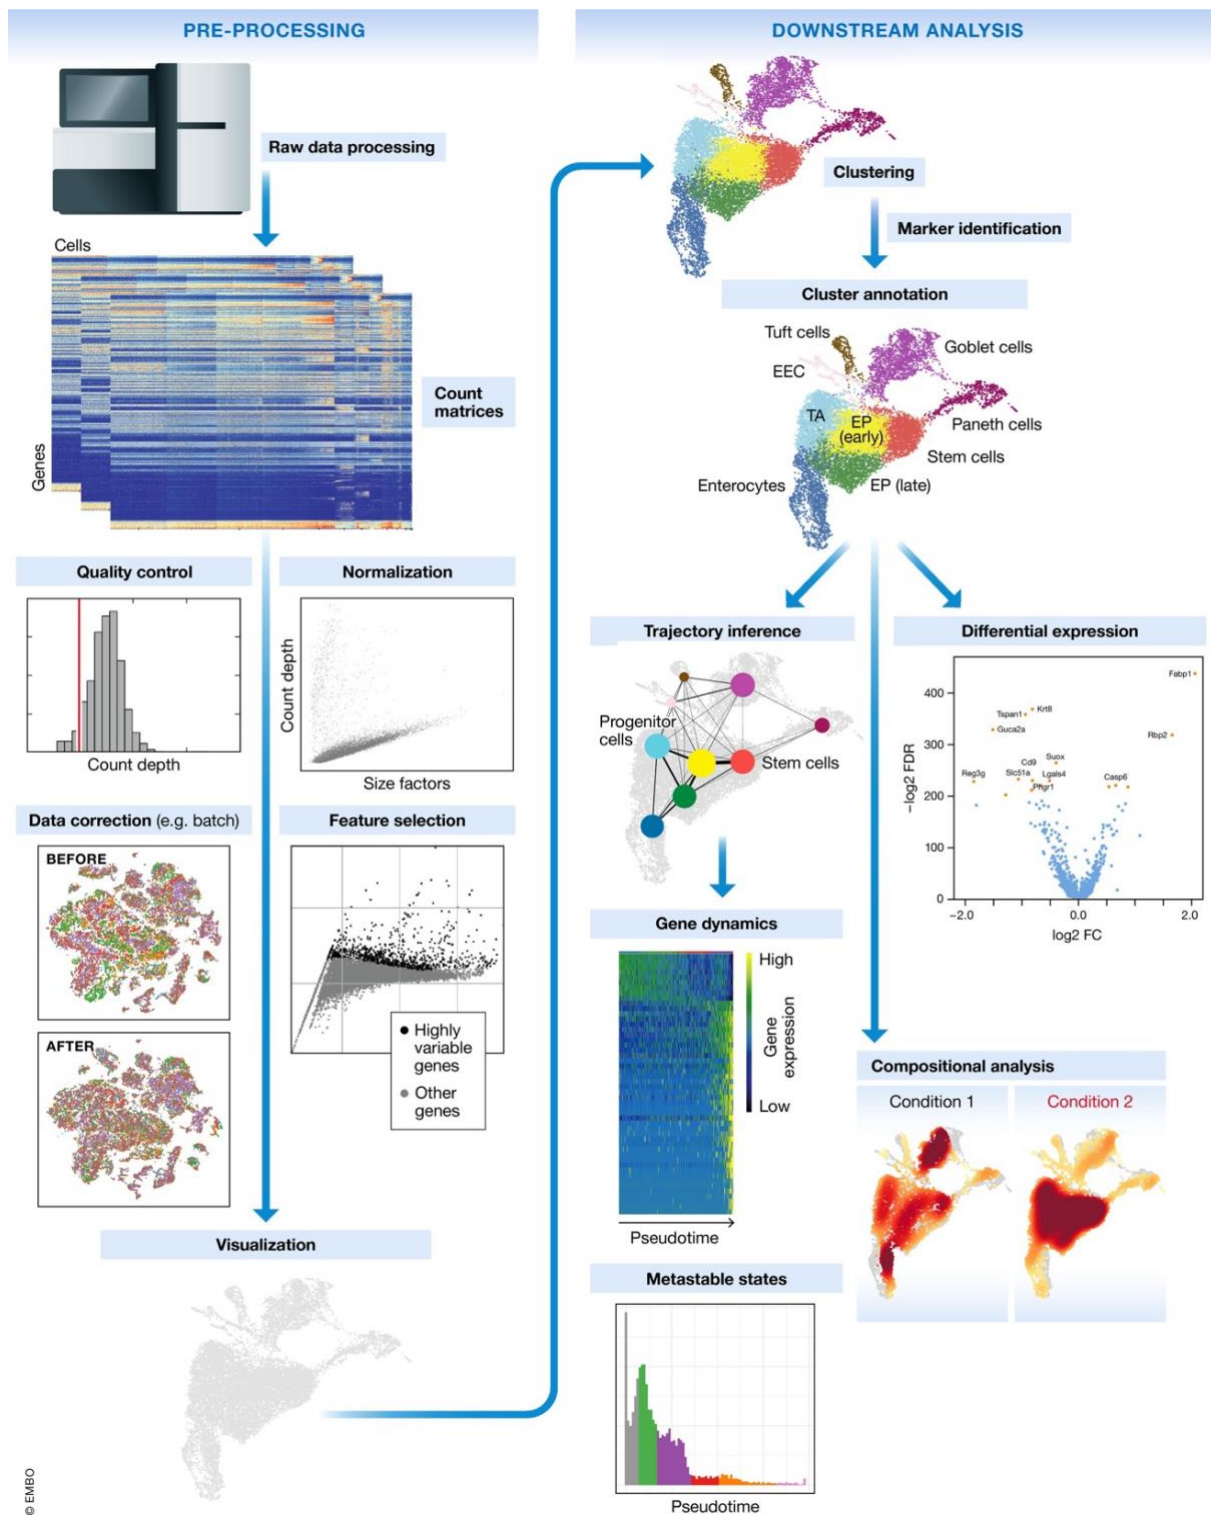 PRE-PROCESSING
Raw data processing
Cells
Genes
Count
matrices
Quality control
Count depth
Normalization
Count depth
Size factors
Data correction (e.g. batch)
BEFORE
AFTER
Feature selection
Highly
variable
genes
Other
genes
Visualization
© EMBO
DOWNSTREAM ANALYSIS
Clustering
Marker identification
Cluster annotation
Tuft cells
Goblet cells
EEC
TA
EP
(early)
Paneth cells
Stem cells
Enterocytes
EP (late)
Trajectory inference
Progenitor
cells
Stem cells
Gene dynamics
High
Gene
expression
Low
Pseudotime
Metastable states
Pseudotime
Differential expression
Fabp1
400
Krt8
Tspan1
Guca2a
Rbp2
300
Suox
Cd9
Reg3g
Slc51a
Lgals4
Casp6
Phgr1
200
100
0
−log2 FDR
−2.0
0.0
2.0
log2 FC
Compositional analysis
Condition 1
Condition 2